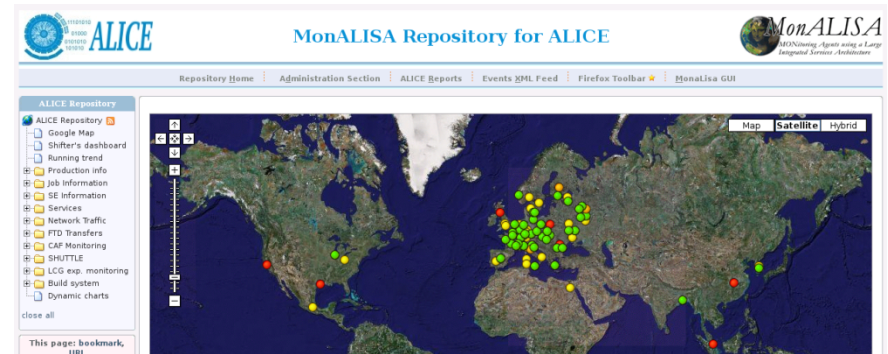 ALICE
MonALISA Repository for ALICE
MonALISA
MONitoring Agents using a Large
Integrated Services Architecture
Repository Home Administration Section ALICE Reports Events XML Feed Firefox Toolbar MonaLisa GUI
ALICE Repository
ALICE Repository
Google Map
Shifter's dashboard
Running trend
Production info
Job Information
SE Information
Services
Network Traffic
FTD Transfers
CAF Monitoring
SHUTTLE
LCG exp. monitoring
Build system
Dynamic charts
close all
This page: bookmark,
URL
Map Satellite Hybrid